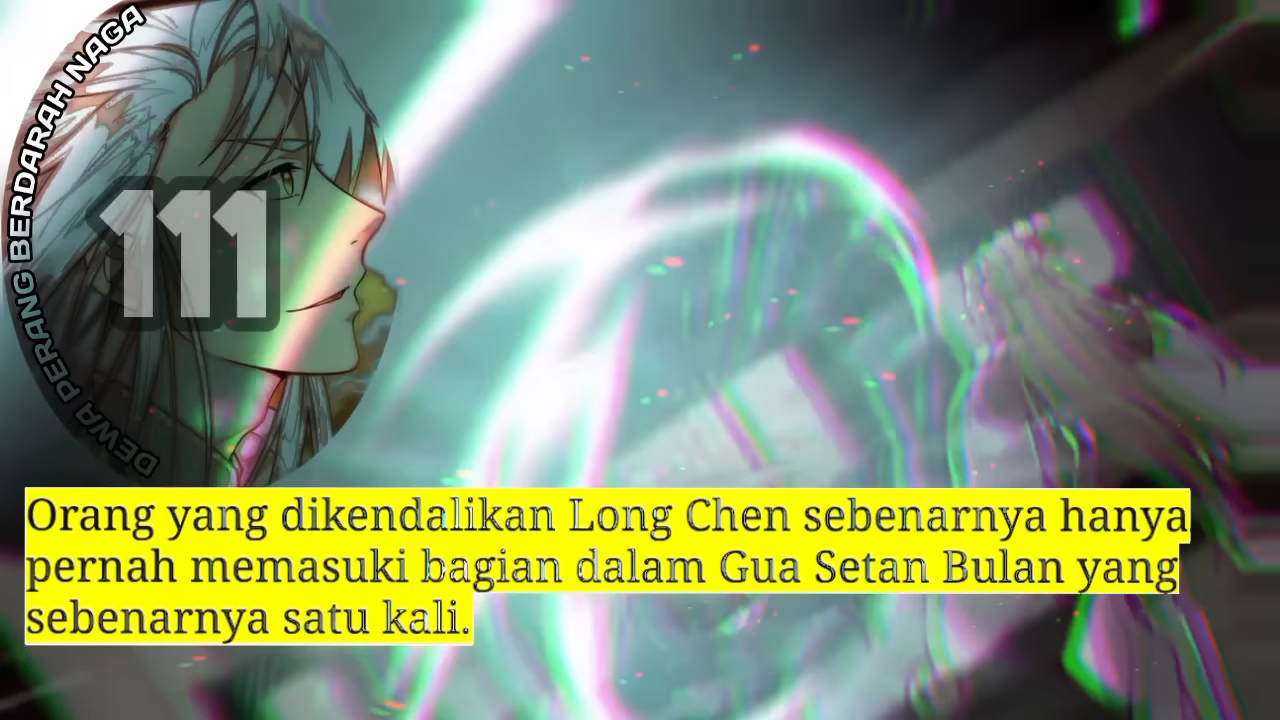 DEWA PERANG BERDARAH NAGA
111
Orang yang dikendalikan Long Chen sebenarnya hanya
pernah memasuki bagian dalam Gua Setan Bulan yang
sebenarnya satu kali.